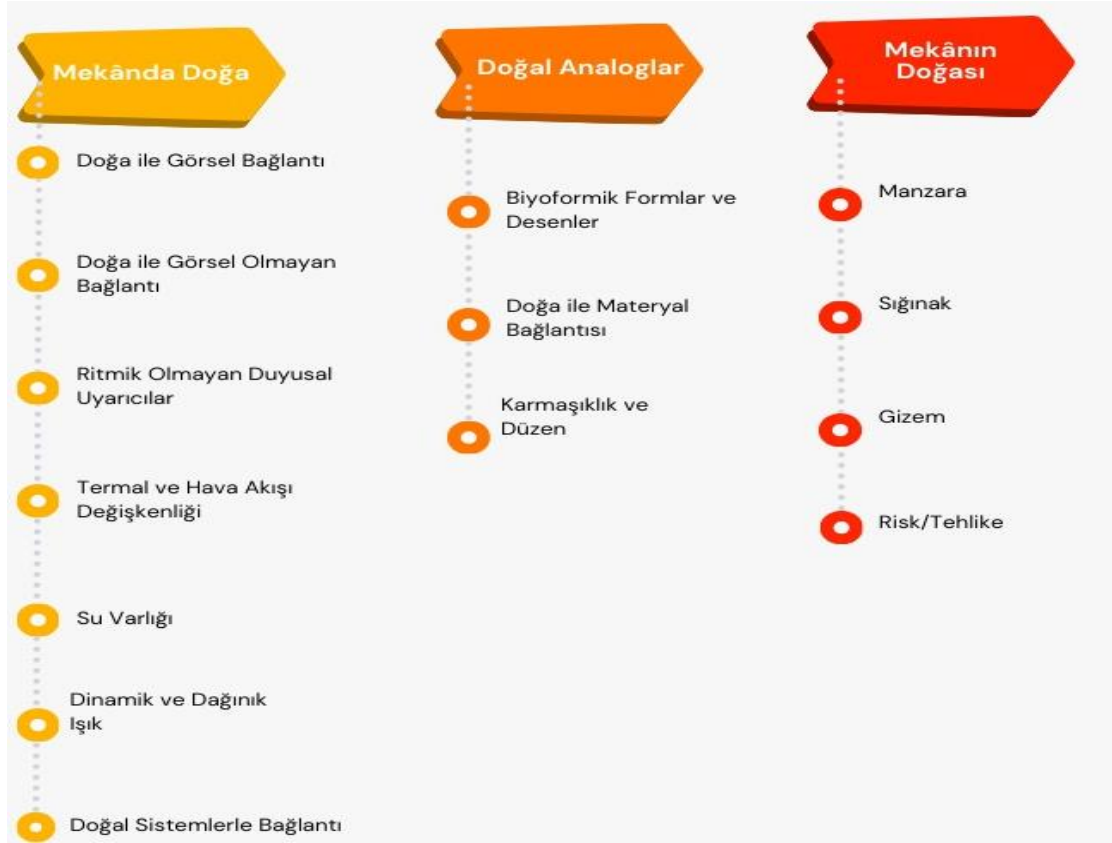 Mekânda Doğa
Doğa ile Görsel Bağlantı
Doğa ile Görsel Olmayan
Bağlantı
Ritmik Olmayan Duyusal
Uyarıcılar
Termal ve Hava Akışı
Değişkenliği
Su Varlığı
Dinamik ve Dağınık
Işık
Doğal Sistemlerle Bağlantı
Doğal Analoglar
Biyoformik Formlar ve
Desenler
Doğa ile Materyal
Bağlantısı
Karmaşıklık ve
Düzen
Mekânın
Doğası
Manzara
Sığınak
Gizem
Risk/Tehlike